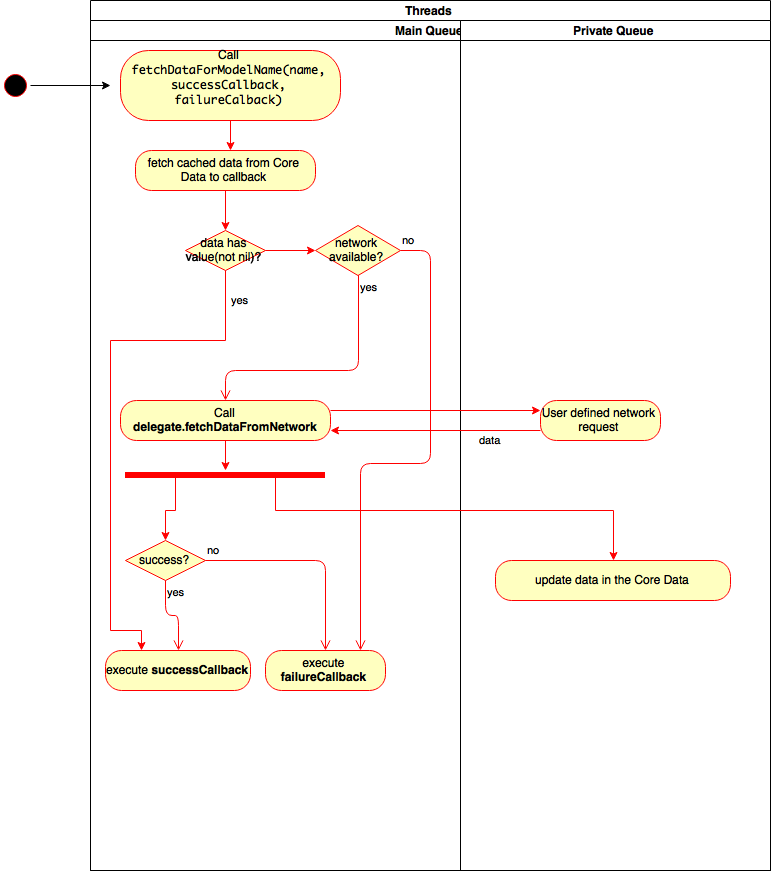 Threads
Main Queue
Private Queue
Call
fetchDataForModelName(name,
successCallback,
failureCalback)
fetch cached data from Core
Data to callback
data has
value(not nil)?
network
available?
no
yes
yes
Call
delegate.fetchDataFromNetwork
User defined network
request
data
success?
no
yes
update data in the Core Data
execute successCallback
execute
failureCallback